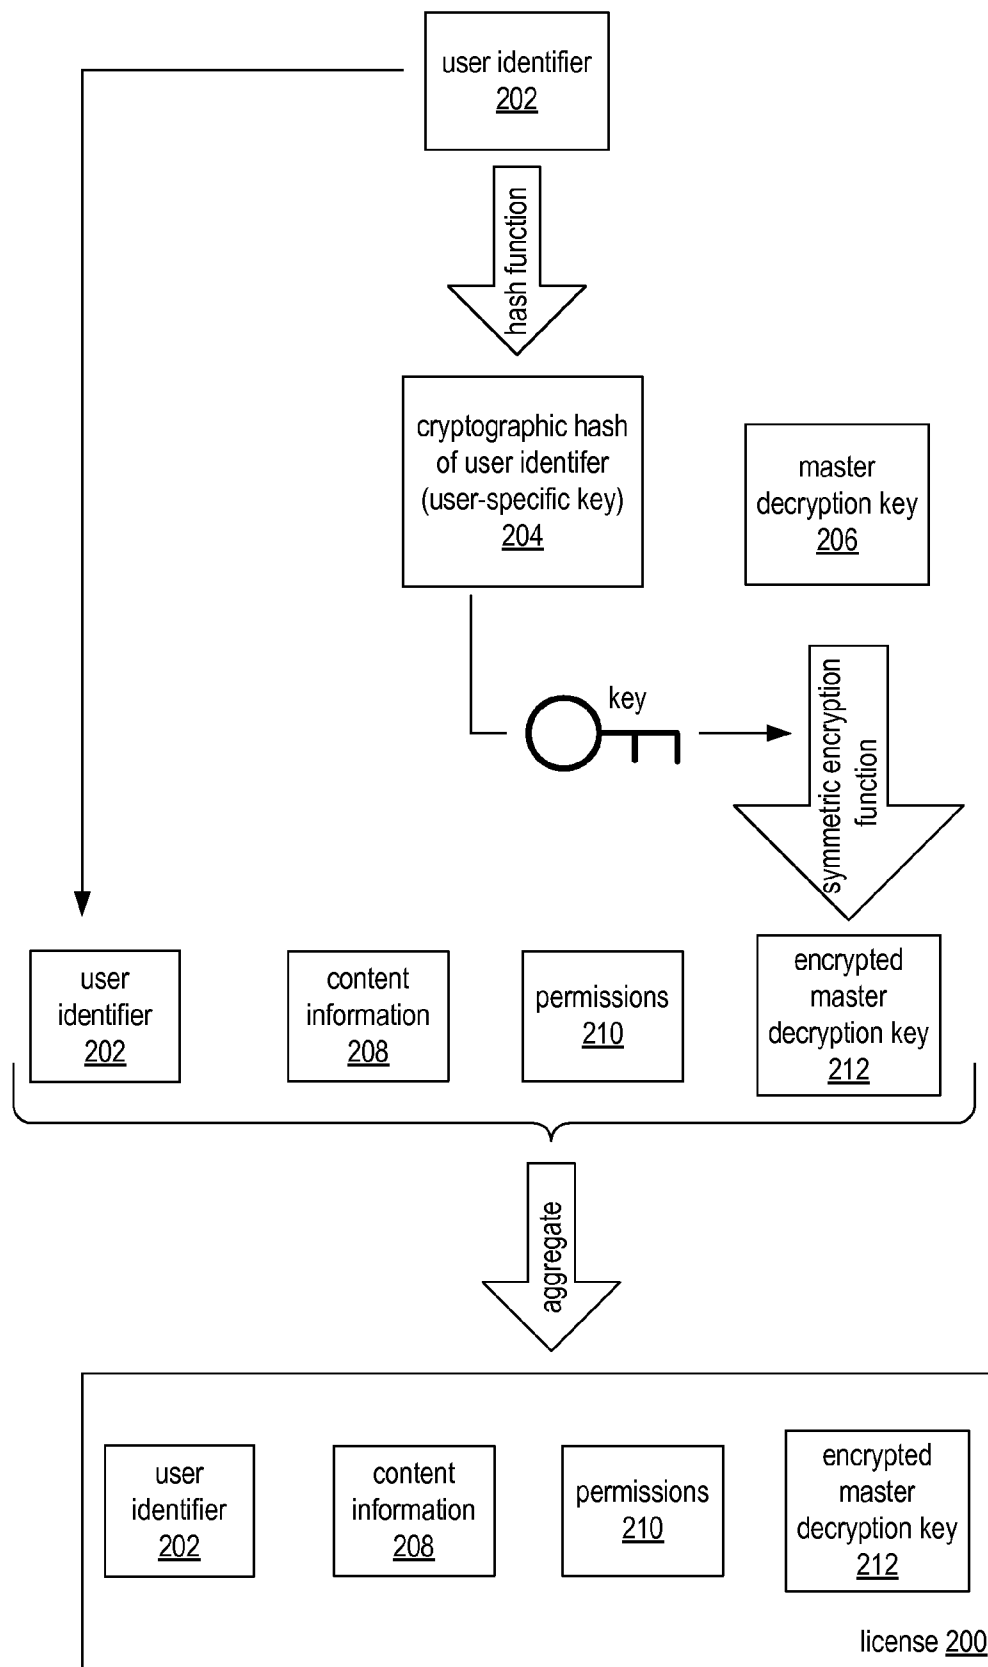 user identifier
202
hash function
cryptographic hash
of user identifer
(user-specific key)
204
master
decryption key
206
key
symmetric encryption
function
user
identifier
202
content
information
208
permissions
210
encrypted
master
decryption key
212
aggregate
user
identifier
202
content
information
208
permissions
210
encrypted
master
decryption key
212
license 200